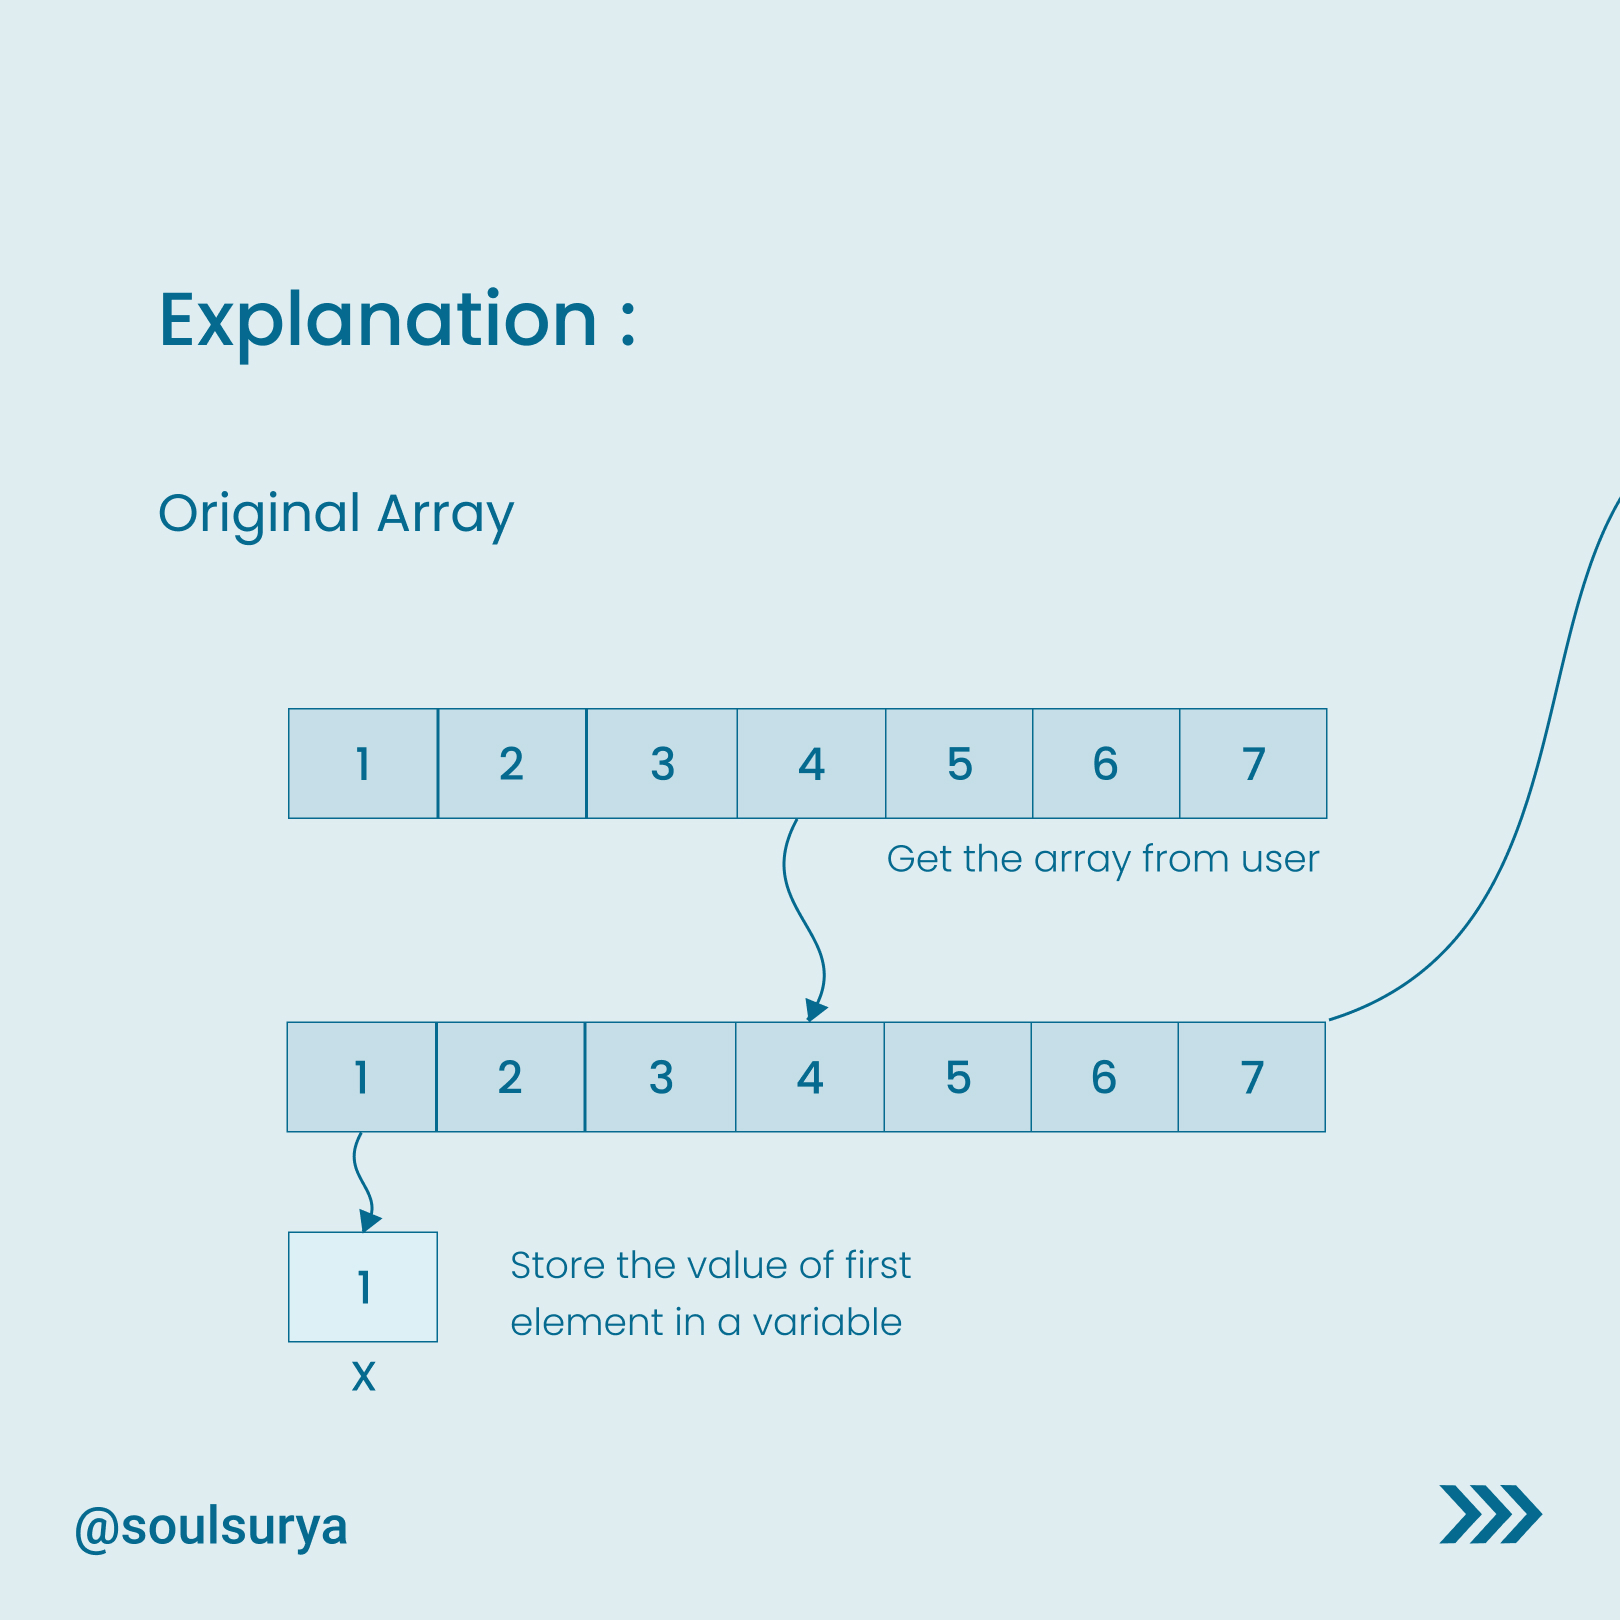 Explanation :
Original Array
1 2 3 4 5 6 7
Get the array from user
1 2 3 4 5 6 7
1
Store the value of first
element in a variable
x
@soulsurya